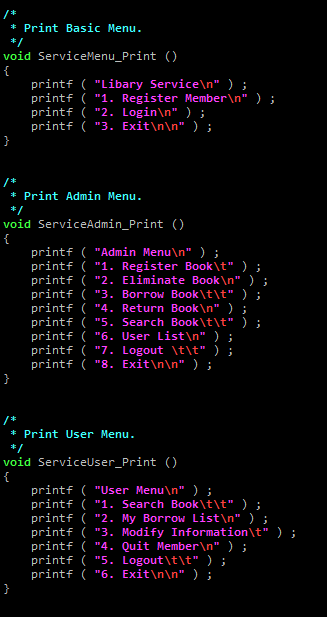 /*
 * Print Basic Menu.
 */
void ServiceMenu_Print ()
{
    printf ( "Libary Service\n" ) ;
    printf ( "1. Register Member\n" ) ;
    printf ( "2. Login\n" ) ;
    printf ( "3. Exit\n\n" ) ;
}
/*
 * Print Admin Menu.
 */
void ServiceAdmin_Print ()
{
    printf ( "Admin Menu\n" ) ;
    printf ( "1. Register Book\t" ) ;
    printf ( "2. Eliminate Book\n" ) ;
    printf ( "3. Borrow Book\t\t" ) ;
    printf ( "4. Return Book\n" ) ;
    printf ( "5. Search Book\t\t" ) ;
    printf ( "6. User List\n" ) ;
    printf ( "7. Logout \t\t" ) ;
    printf ( "8. Exit\n\n" ) ;
}
/*
 * Print User Menu.
 */
void ServiceUser_Print ()
{
    printf ( "User Menu\n" ) ;
    printf ( "1. Search Book\t\t" ) ;
    printf ( "2. My Borrow List\n" ) ;
    printf ( "3. Modify Information\t" ) ;
    printf ( "4. Quit Member\n" ) ;
    printf ( "5. Logout\t\t" ) ;
    printf ( "6. Exit\n\n" ) ;
}